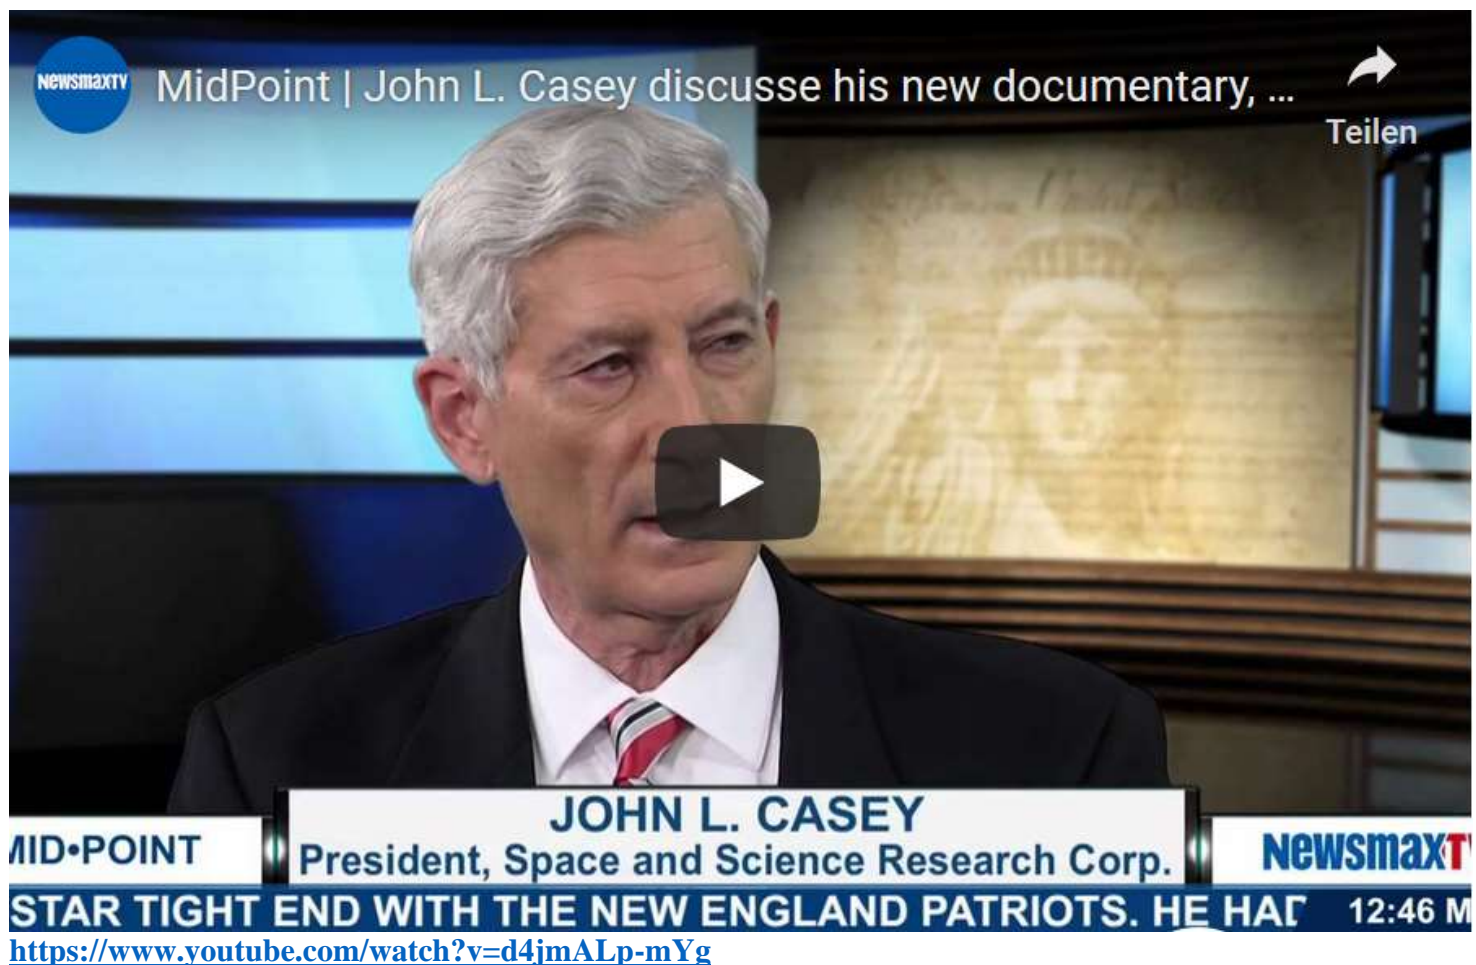 NEWSMAXTV
MidPoint | John L. Casey discusse his new documentary, ...
Teilen
JOHN L. CASEY
MID•POINT
President, Space and Science Research Corp.
NEWSMAXT
STAR TIGHT END WITH THE NEW ENGLAND PATRIOTS. HE HAD
12:46 M
https://www.youtube.com/watch?v=d4jmALp-mYg